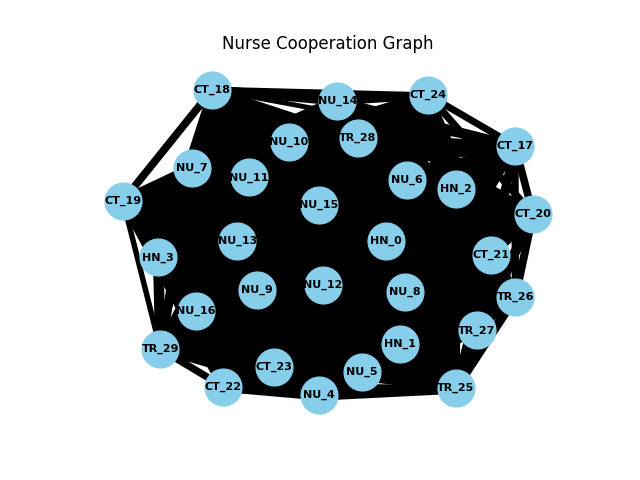 Nurse Cooperation Graph
CT_18
CT_24
NU_14
TR_28
NU_10
CT_17
NU_7
NU_11
NU_6
HN_2
CT_19
NU_15
CT_20
NU_13
HN_0
CT_21
HN_3
NU_12
NU_9
NU_8
TR_26
NU_16
TR_27
HN_1
TR_29
CT_23
NU_5
CT_22
TR_25
NU_4